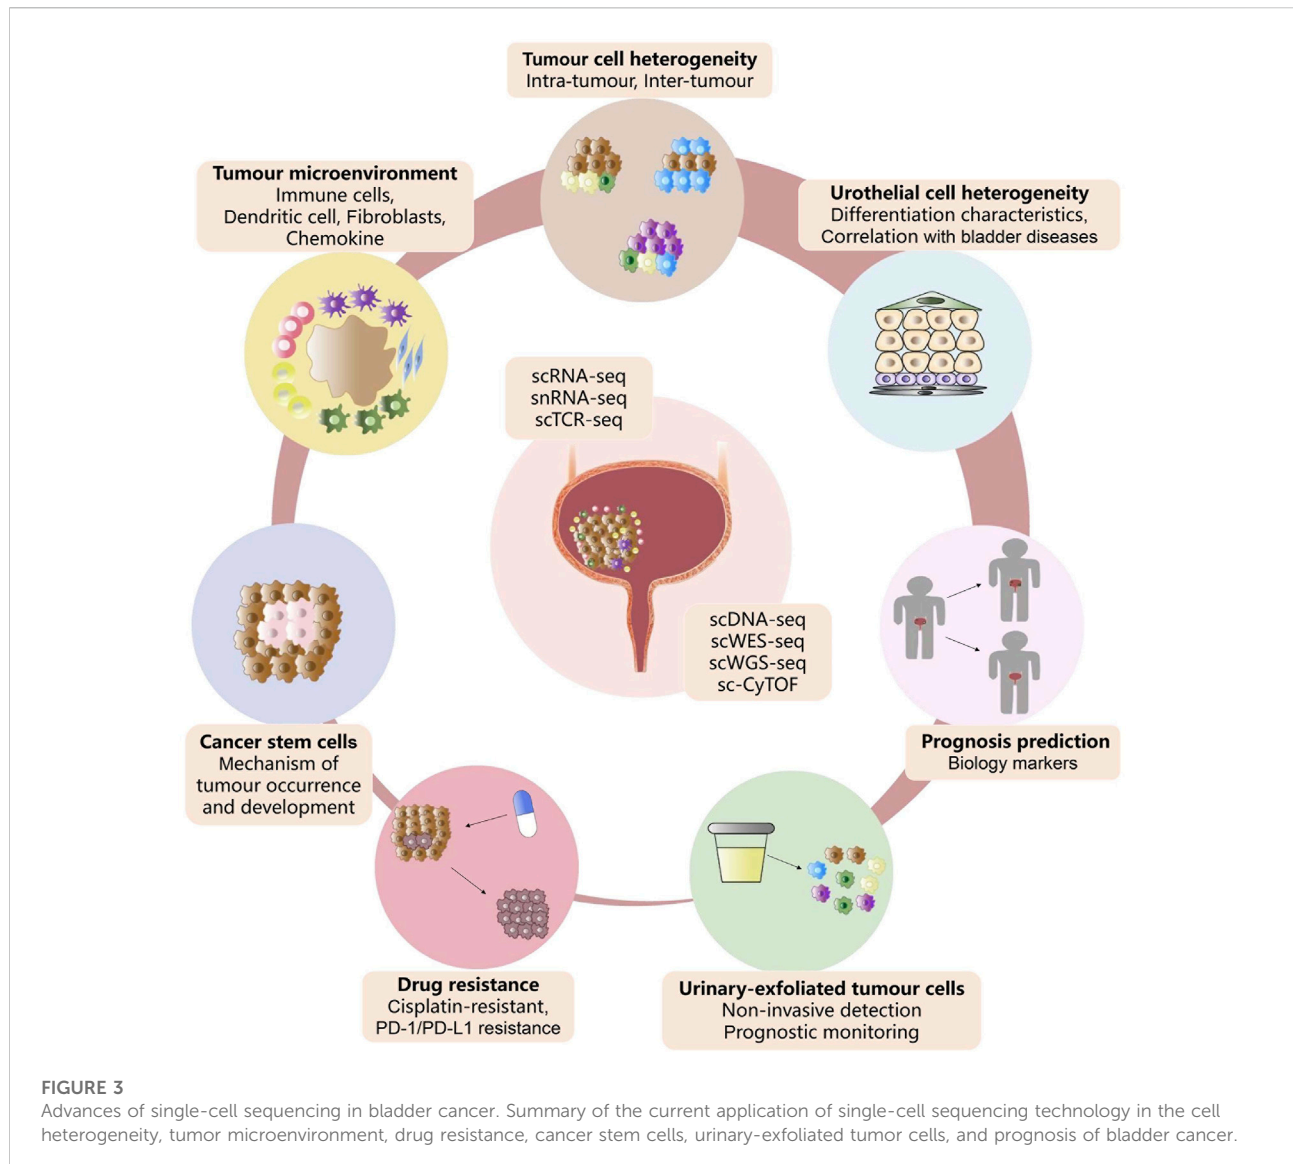 Tumour cell heterogeneity
Intra-tumour, Inter-tumour
Tumour microenvironment
Immune cells,
Dendritic cell, Fibroblasts,
Chemokine
Urothelial cell heterogeneity
Differentiation characteristics,
Correlation with bladder diseases
scRNA-seq
snRNA-seq
scTCR-seq
scDNA-seq
scWES-seq
scWGS-seq
sc-CyTOF
Cancer stem cells
Mechanism of
tumour occurrence
and development
Prognosis prediction
Biology markers
Drug resistance
Cisplatin-resistant,
PD-1/PD-L1 resistance
Urinary-exfoliated tumour cells
Non-invasive detection
Prognostic monitoring
FIGURE 3
Advances of single-cell sequencing in bladder cancer. Summary of the current application of single-cell sequencing technology in the cell
heterogeneity, tumor microenvironment, drug resistance, cancer stem cells, urinary-exfoliated tumor cells, and prognosis of bladder cancer.